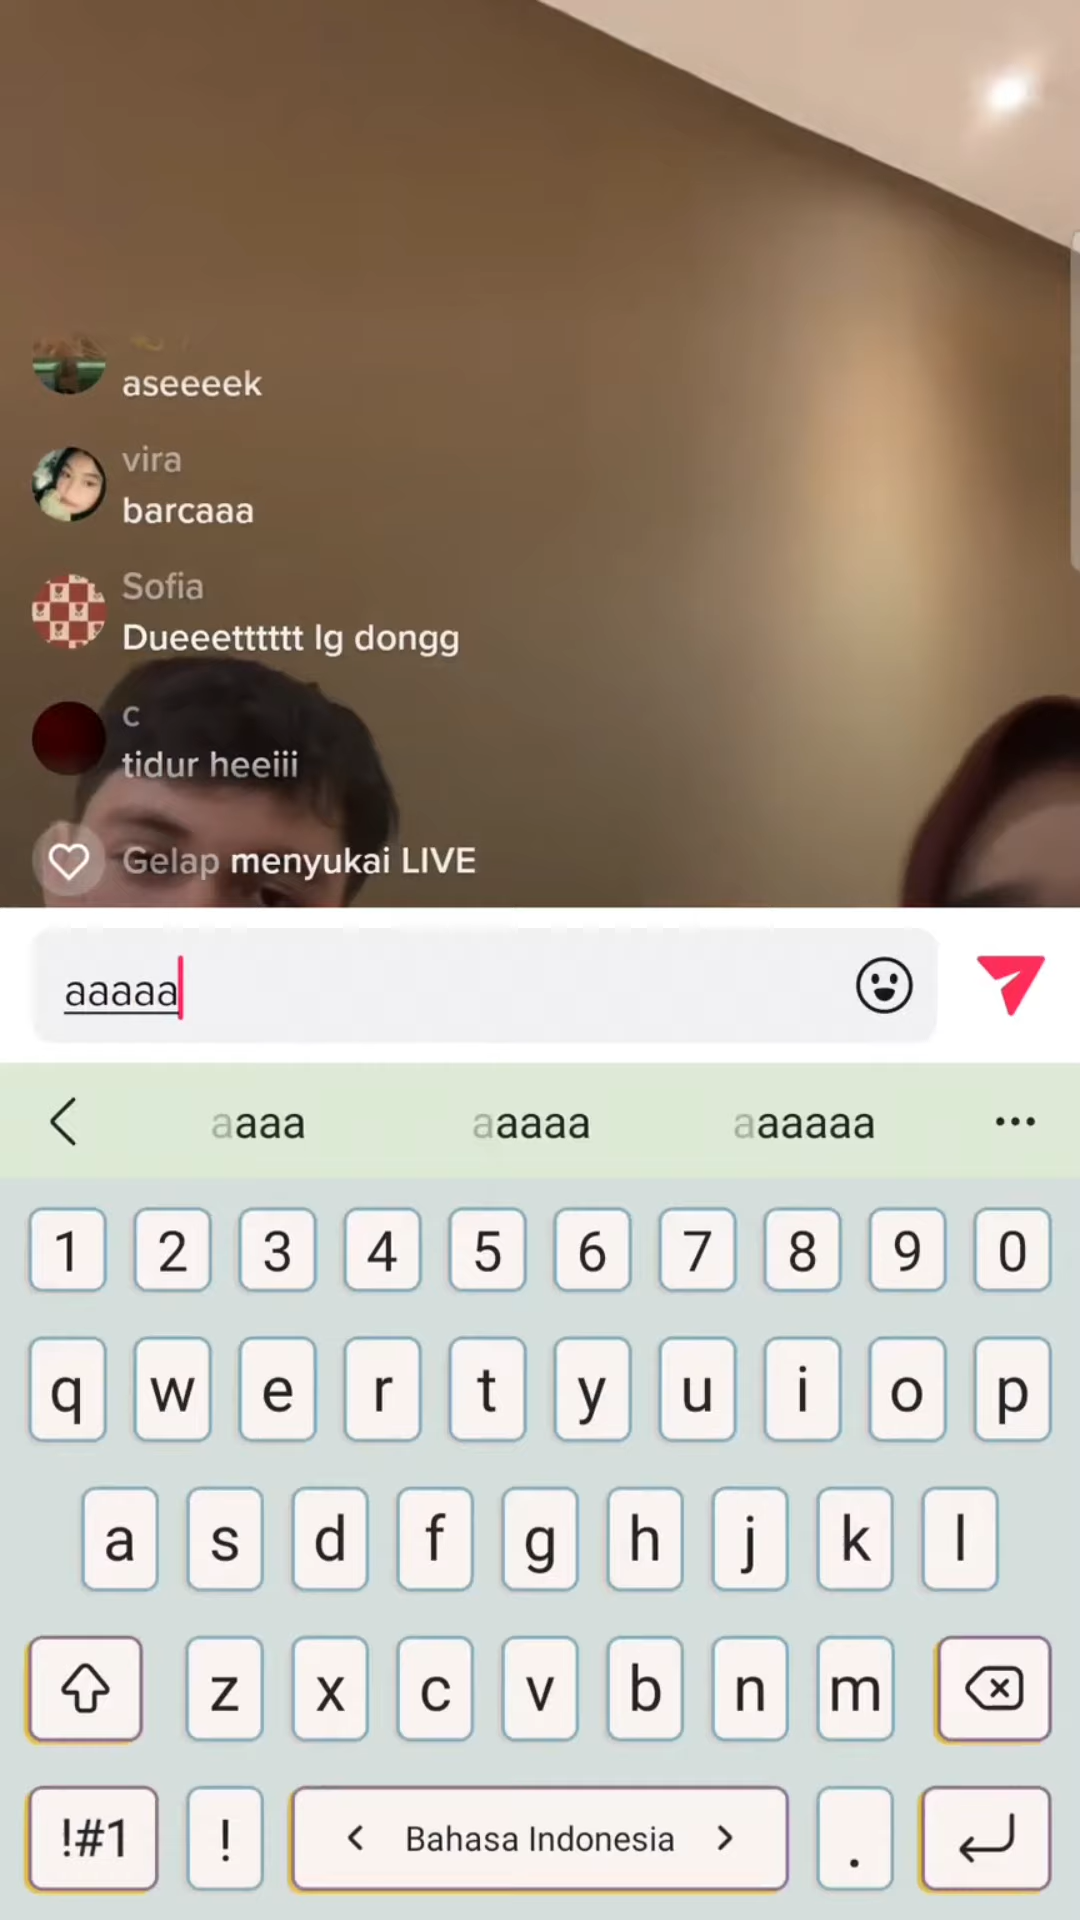 aseeeek
vira
barcaaa
Sofia
Dueeetttttt lg dongg
c
tidur heeiii
Gelap menyukai LIVE
aaaaa
aaaa aaaaa aaaaaa
1 2 3 4 5 6 7 8 9 0
q w e r t y u i o p
a s d f g h j k l
z x c v b n m
!#1 ! < Bahasa Indonesia > .